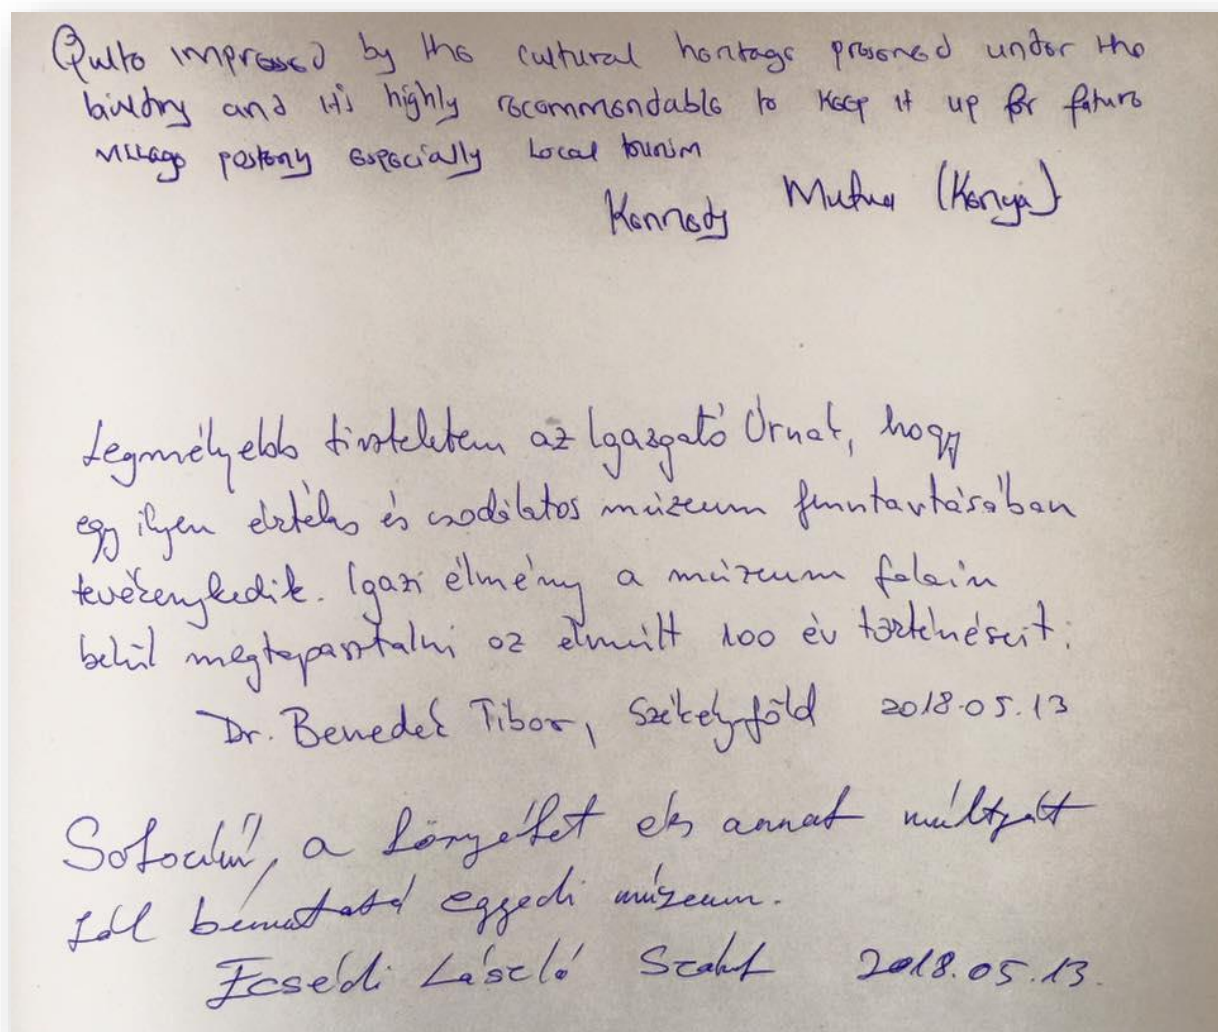 Quite impressed by the cultural heritage preserved under the
building and it's highly recommendable to keep it up for future
village posterity especially local tourism
Kennedy Mutua (Kenya)
Legmélyebb tiszteletem az Igazgató Úrnak, hogy
egy ilyen értékes és csodálatos múzeum fenntartásában
tevékenykedik. Igazi élmény a múzeum falain
belül megtapasztalni az elmúlt 100 év történéseit.
Dr. Benedek Tibor, Székelyföld 2018.05.13
Sokoldalú, a környéket és annak múltját
jól bemutató egyedi múzeum.
Ecsédi László 2018.05.13.